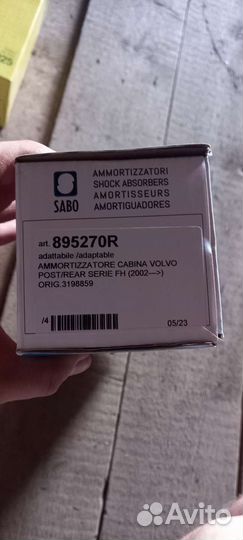 AMMORTIZZATORI
SHOCK ABSORBERS
AMORTISSEURS
AMORTIGUADORES
SABO
art. 895270R
adattabile /adaptable
AMMORTIZZATORE CABINA VOLVO
POST/REAR SERIE FH (2002--->)
ORIG.3198859
/4 05/23
Avito